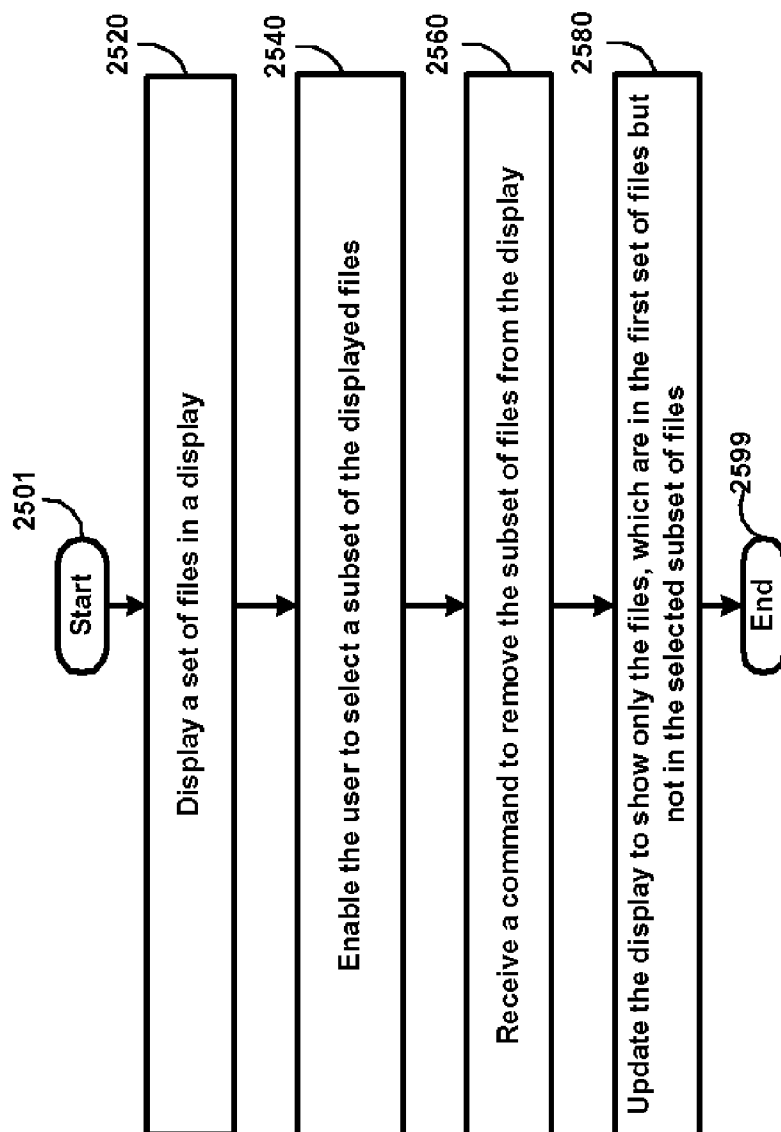 Start
2501
Display a set of files in a display
2520
Enable the user to select a subset of the displayed files
2540
Receive a command to remove the subset of files from the display
2560
Update the display to show only the files, which are in the first set of files but
not in the selected subset of files
2580
End
2599